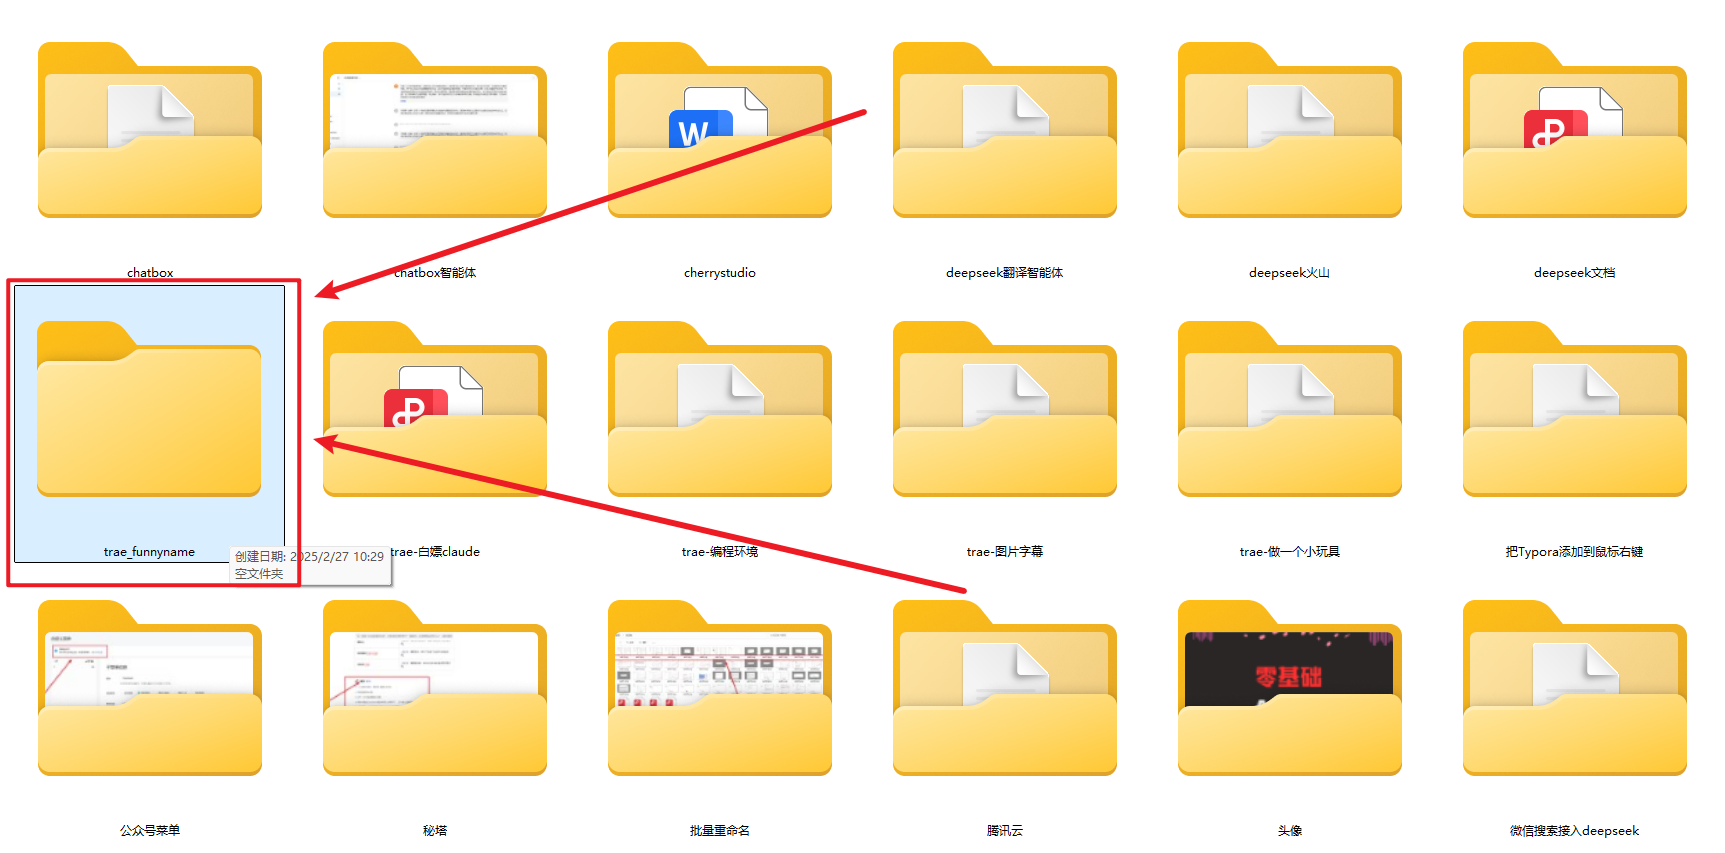 W
chatbox
chatbox智能体
cherrystudio
deepseek翻译智能体
deepseek火山
deepseek文档
trae_funnyname
trae-白嫖claude
trae-编程环境
trae-图片字幕
trae-做一个小玩具
把Typora添加到鼠标右键
创建日期: 2025/2/27 10:29
空文件夹
零基础
公众号菜单
秘塔
批量重命名
腾讯云
头像
微信搜索接入deepseek